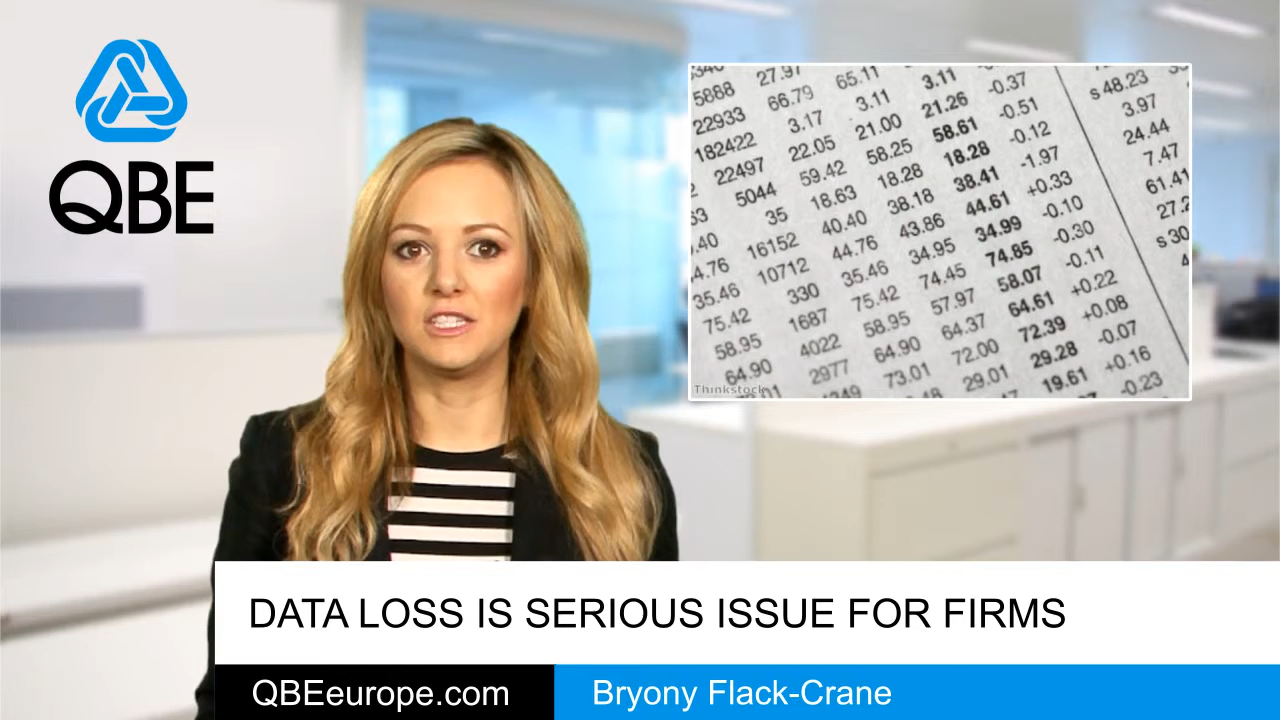 QBE
27.97 65.11
5888 66.79 3.11 3.11
22933 3.17 21.00 21.26 -0.37
182422 22.05 58.25 58.61 -0.51
22497 59.42 18.28 18.28 -0.12
5044 18.63 38.18 38.41 -1.97
.40 35 40.40 43.86 44.61 +0.33
4.76 16152 44.76 34.95 34.99 -0.10
35.46 10712 35.46 74.45 74.85 -0.30
75.42 330 75.42 57.97 58.07 -0.11
58.95 1687 58.95 64.37 64.61 +0.22
64.90 4022 64.90 72.00 72.39 +0.08
2977 73.01 29.01 29.28 -0.07
19.61 +0.16
-0.23
s 48.23
3.97
24.44
7.47
61.41
Thinkstock
DATA LOSS IS SERIOUS ISSUE FOR FIRMS
QBEeurope.com Bryony Flack-Crane